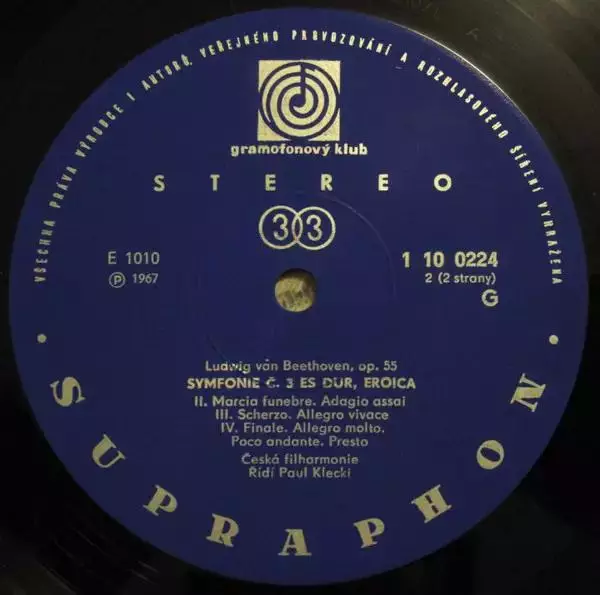 VŠECHNA PRÁVA VÝROBCE I AUTORŮ, VEŘEJNÉHO PROVOZOVÁNÍ A ROZHLASOVÉHO ŠÍŘENÍ VYHRAŽENA
gramofonový klub
STEREO
33
E 1010
Ⓟ 1967
1 10 0224
2 (2 strany)
G
Ludwig van Beethoven, op. 55
SYMFONIE Č. 3 ES DUR, EROICA
II. Marcia funebre. Adagio assai
III. Scherzo. Allegro vivace
IV. Finale. Allegro molto.
Poco andante. Presto
Česká filharmonie
Řídí Paul Klecki
• SUPRAPHON •